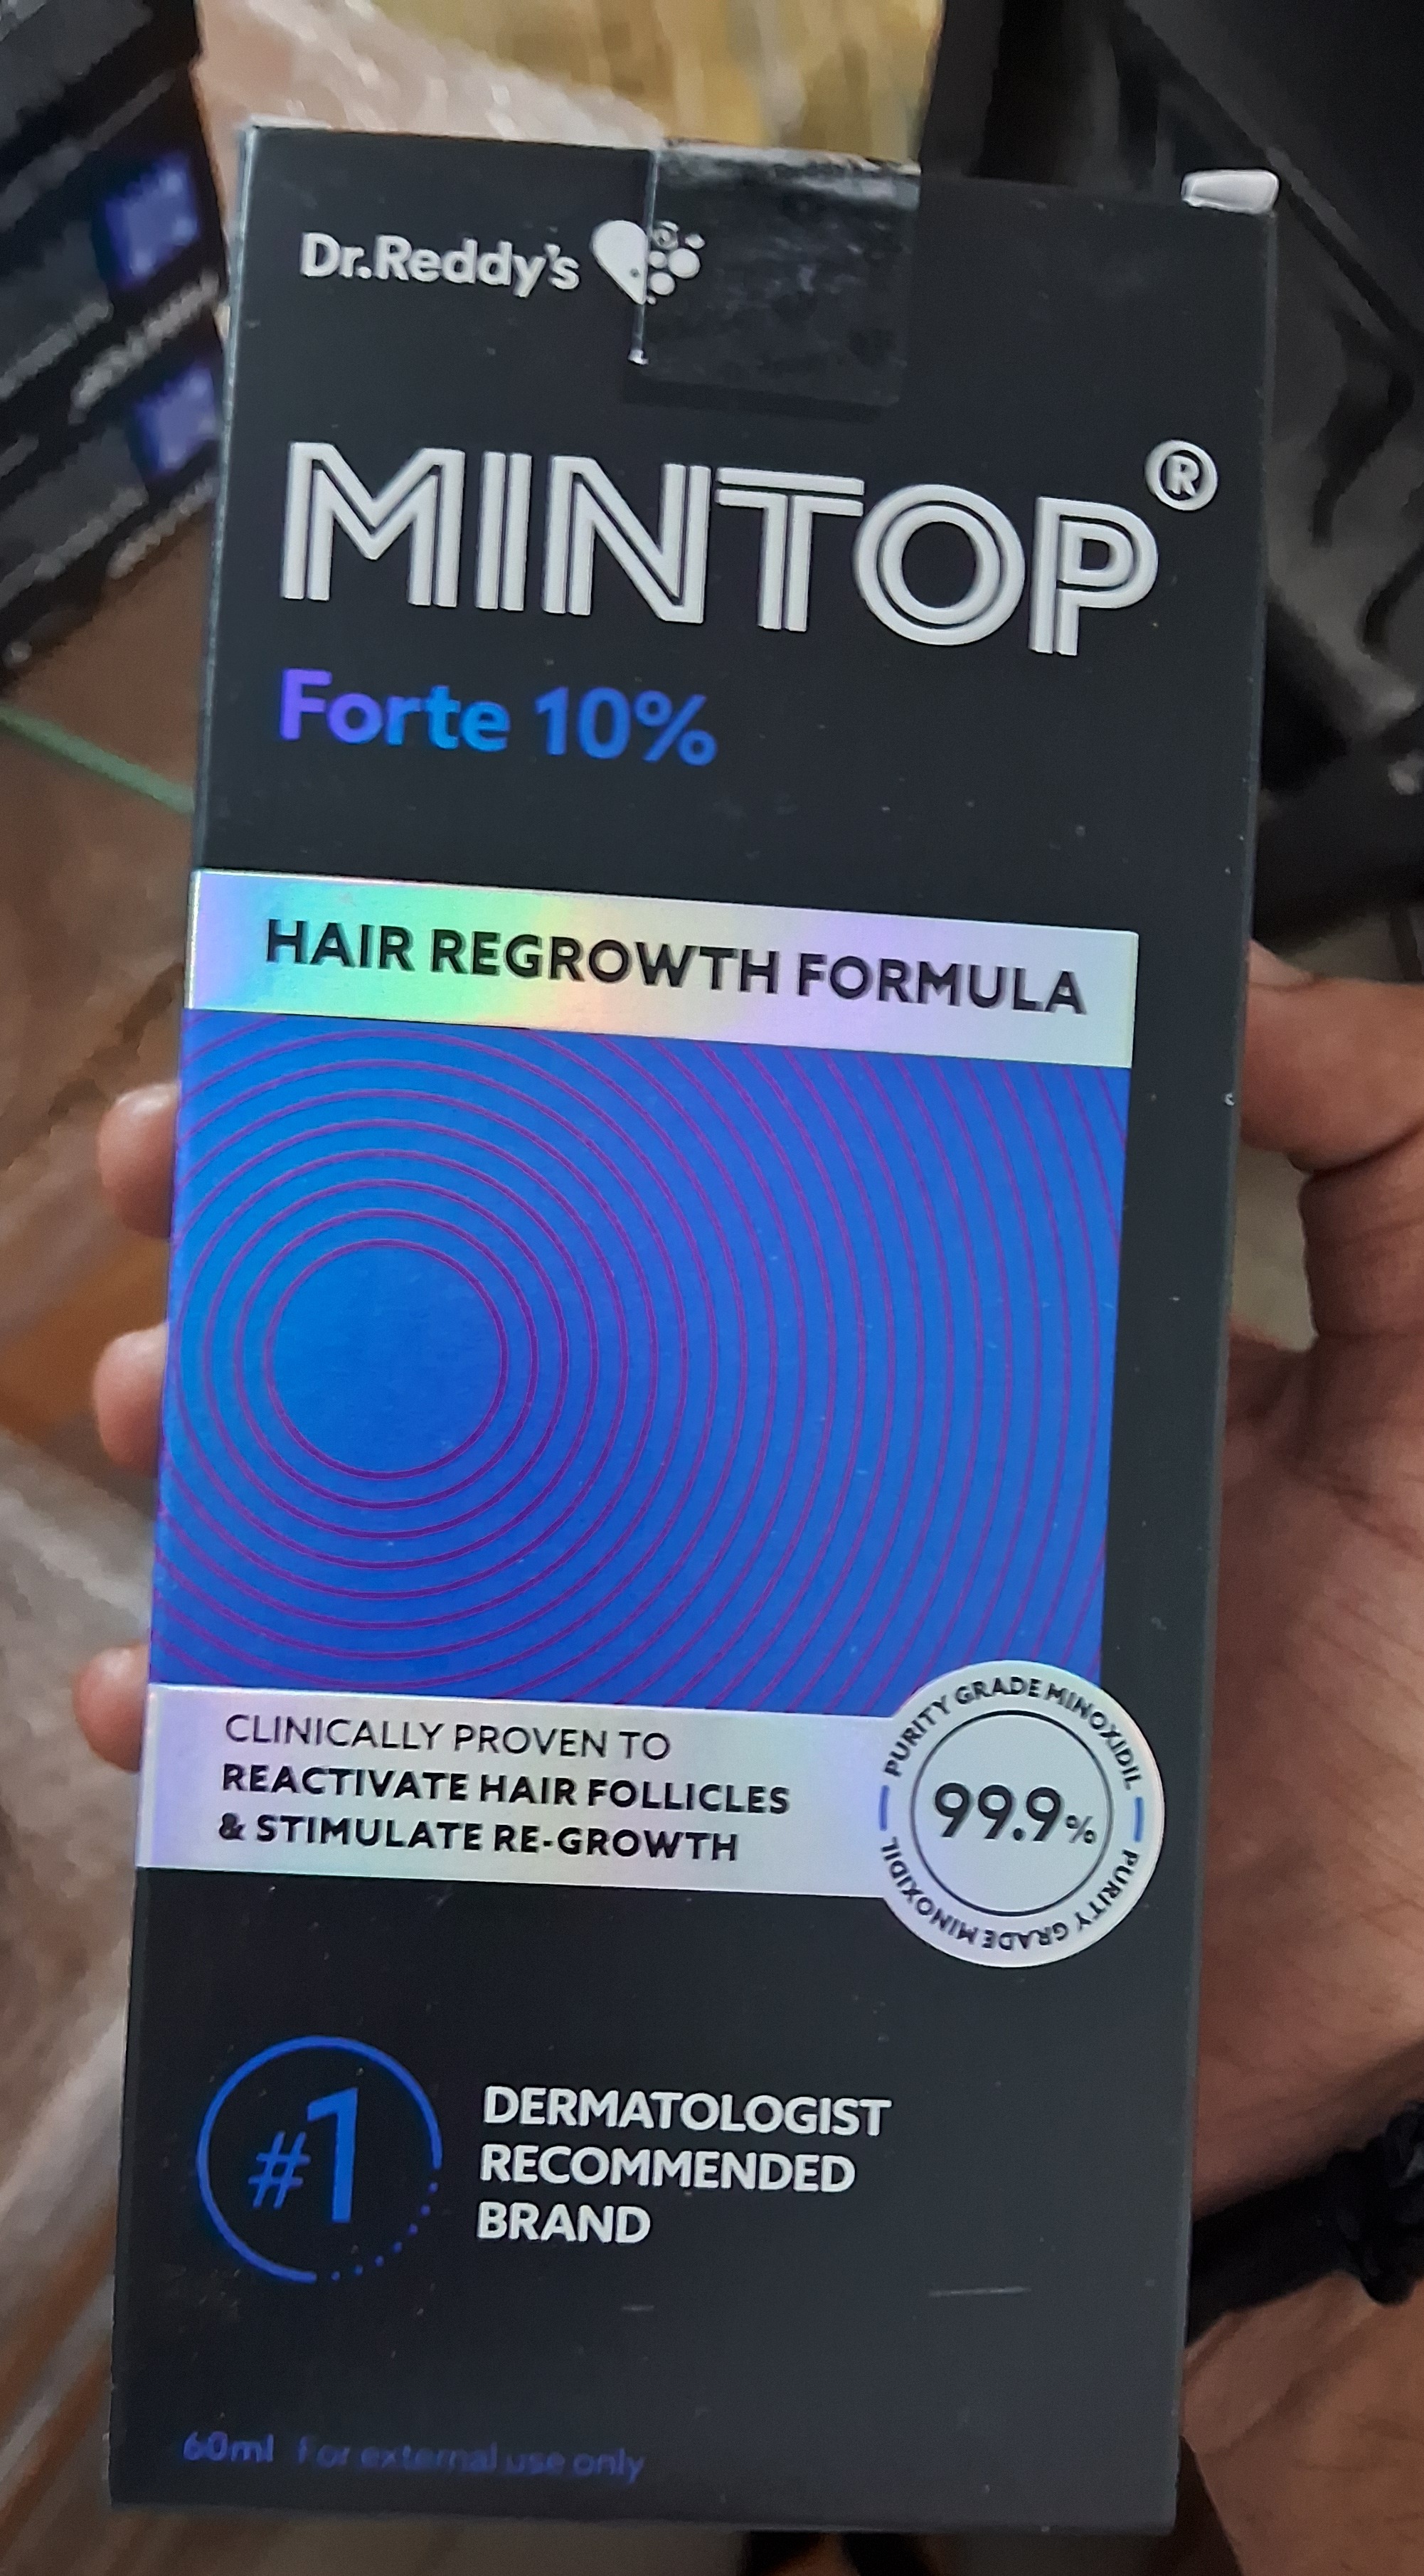 Dr.Reddy's
MINTOP®
Forte 10%
HAIR REGROWTH FORMULA
CLINICALLY PROVEN TO
REACTIVATE HAIR FOLLICLES
& STIMULATE RE-GROWTH
PURITY GRADE MINOXIDIL
99.9%
PURITY GRADE MINOXIDIL
#1
DERMATOLOGIST
RECOMMENDED
BRAND
60ml For external use only